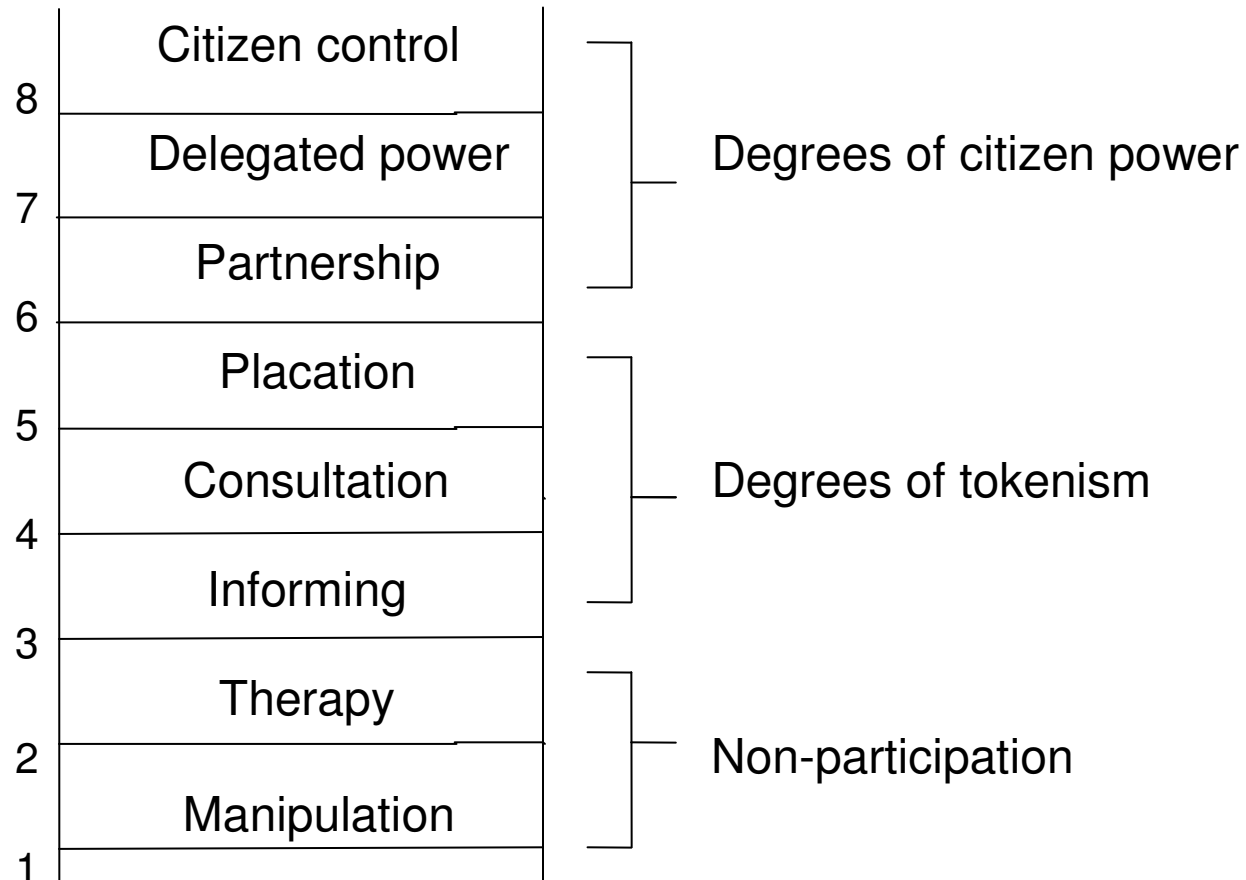 Citizen control
8
Delegated power
Degrees of citizen power
7
Partnership
6
Placation
5
Consultation
Degrees of tokenism
4
Informing
3
Therapy
2
Non-participation
Manipulation
1